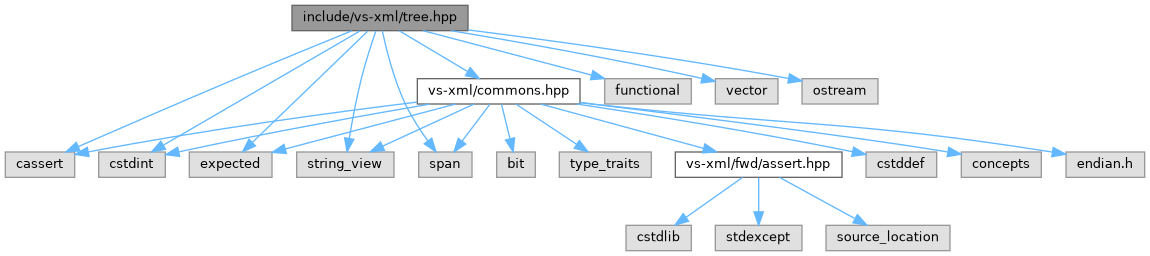 include/vs-xml/tree.hpp
vs-xml/commons.hpp
functional
vector
ostream
cassert
cstdint
expected
string_view
span
bit
type_traits
vs-xml/fwd/assert.hpp
cstddef
concepts
endian.h
cstdlib
stdexcept
source_location